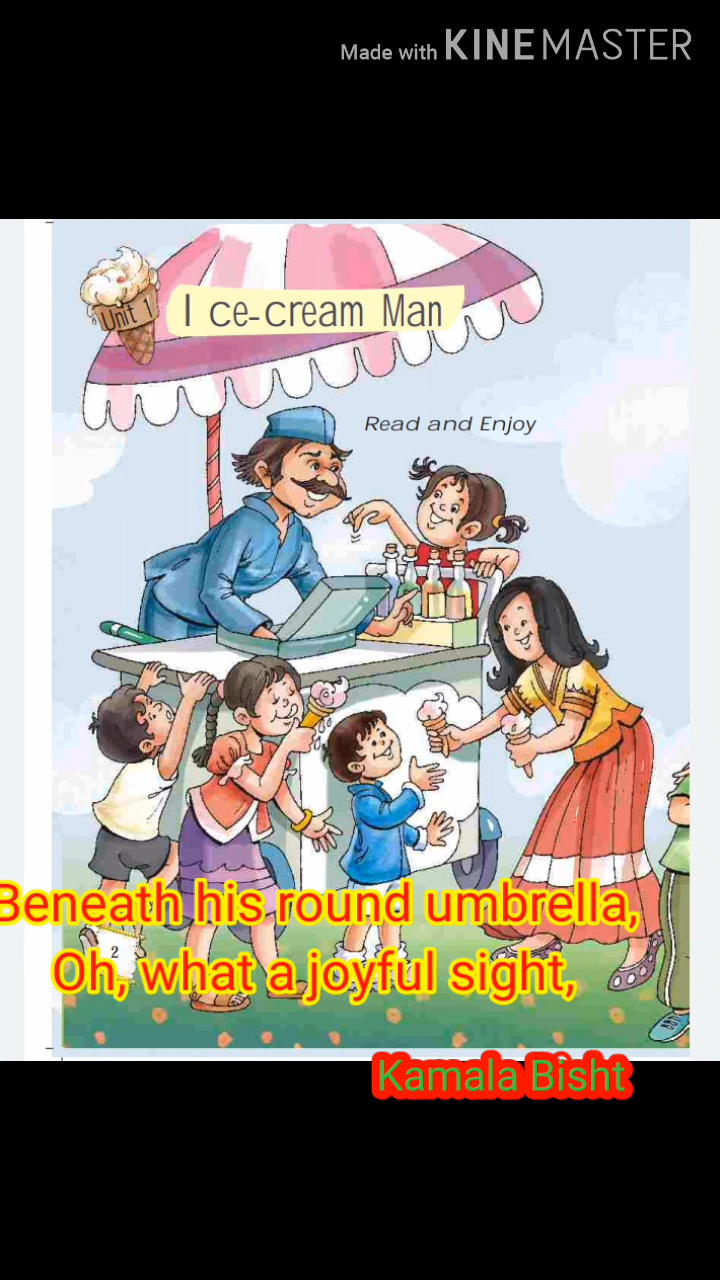 Made with KINEMASTER
Unit 1
I ce-cream Man
Read and Enjoy
Beneath his round umbrella,
2
Oh, what a joyful sight,
Kamala Bisht